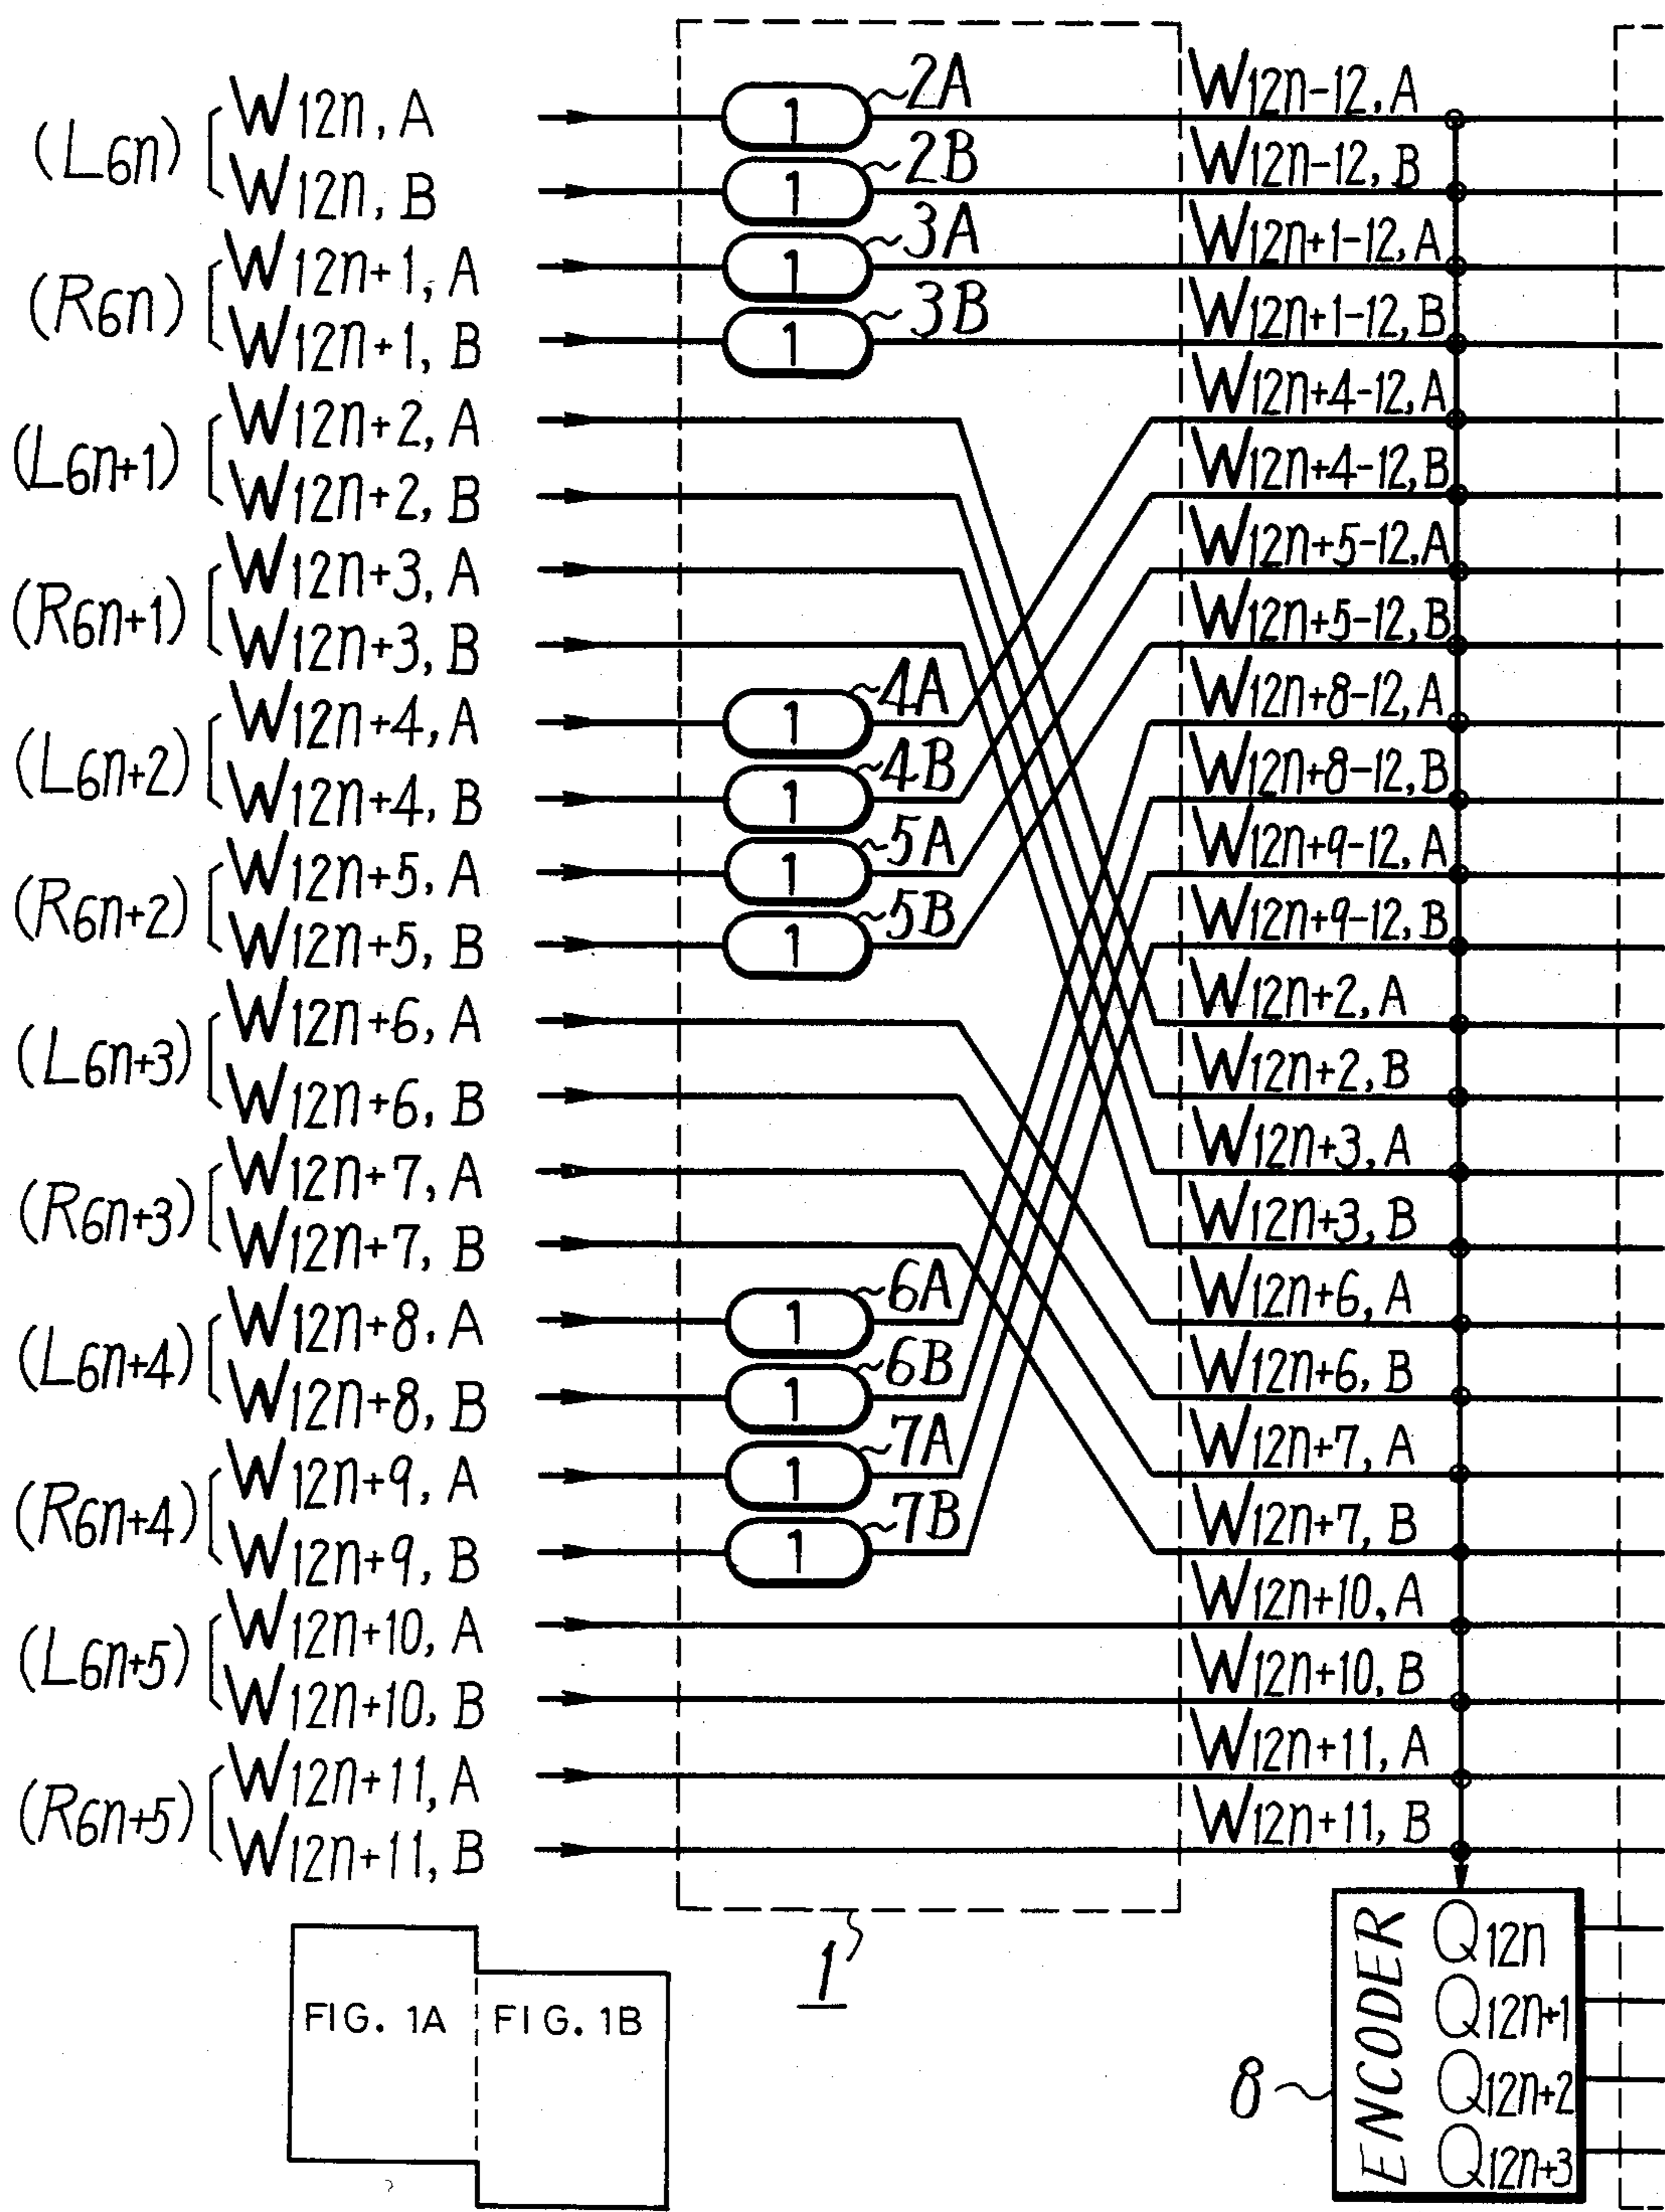 (L6n) W12n, A 1 2A W12n-12, A
W12n, B 1 2B W12n-12, B
(R6n) W12n+1, A 1 3A W12n+1-12, A
W12n+1, B 1 3B W12n+1-12, B
(L6n+1) W12n+2, A W12n+4-12, A
W12n+2, B W12n+4-12, B
(R6n+1) W12n+3, A W12n+5-12, A
W12n+3, B W12n+5-12, B
(L6n+2) W12n+4, A 1 4A W12n+8-12, A
W12n+4, B 1 4B W12n+8-12, B
(R6n+2) W12n+5, A 1 5A W12n+9-12, A
W12n+5, B 1 5B W12n+9-12, B
(L6n+3) W12n+6, A W12n+2, A
W12n+6, B W12n+2, B
(R6n+3) W12n+7, A W12n+3, A
W12n+7, B W12n+3, B
(L6n+4) W12n+8, A 1 6A W12n+6, A
W12n+8, B 1 6B W12n+6, B
(R6n+4) W12n+9, A 1 7A W12n+7, A
W12n+9, B 1 7B W12n+7, B
(L6n+5) W12n+10, A W12n+10, A
W12n+10, B W12n+10, B
(R6n+5) W12n+11, A W12n+11, A
W12n+11, B W12n+11, B
1
FIG. 1A FIG. 1B
8
ENCODER
Q12n
Q12n+1
Q12n+2
Q12n+3